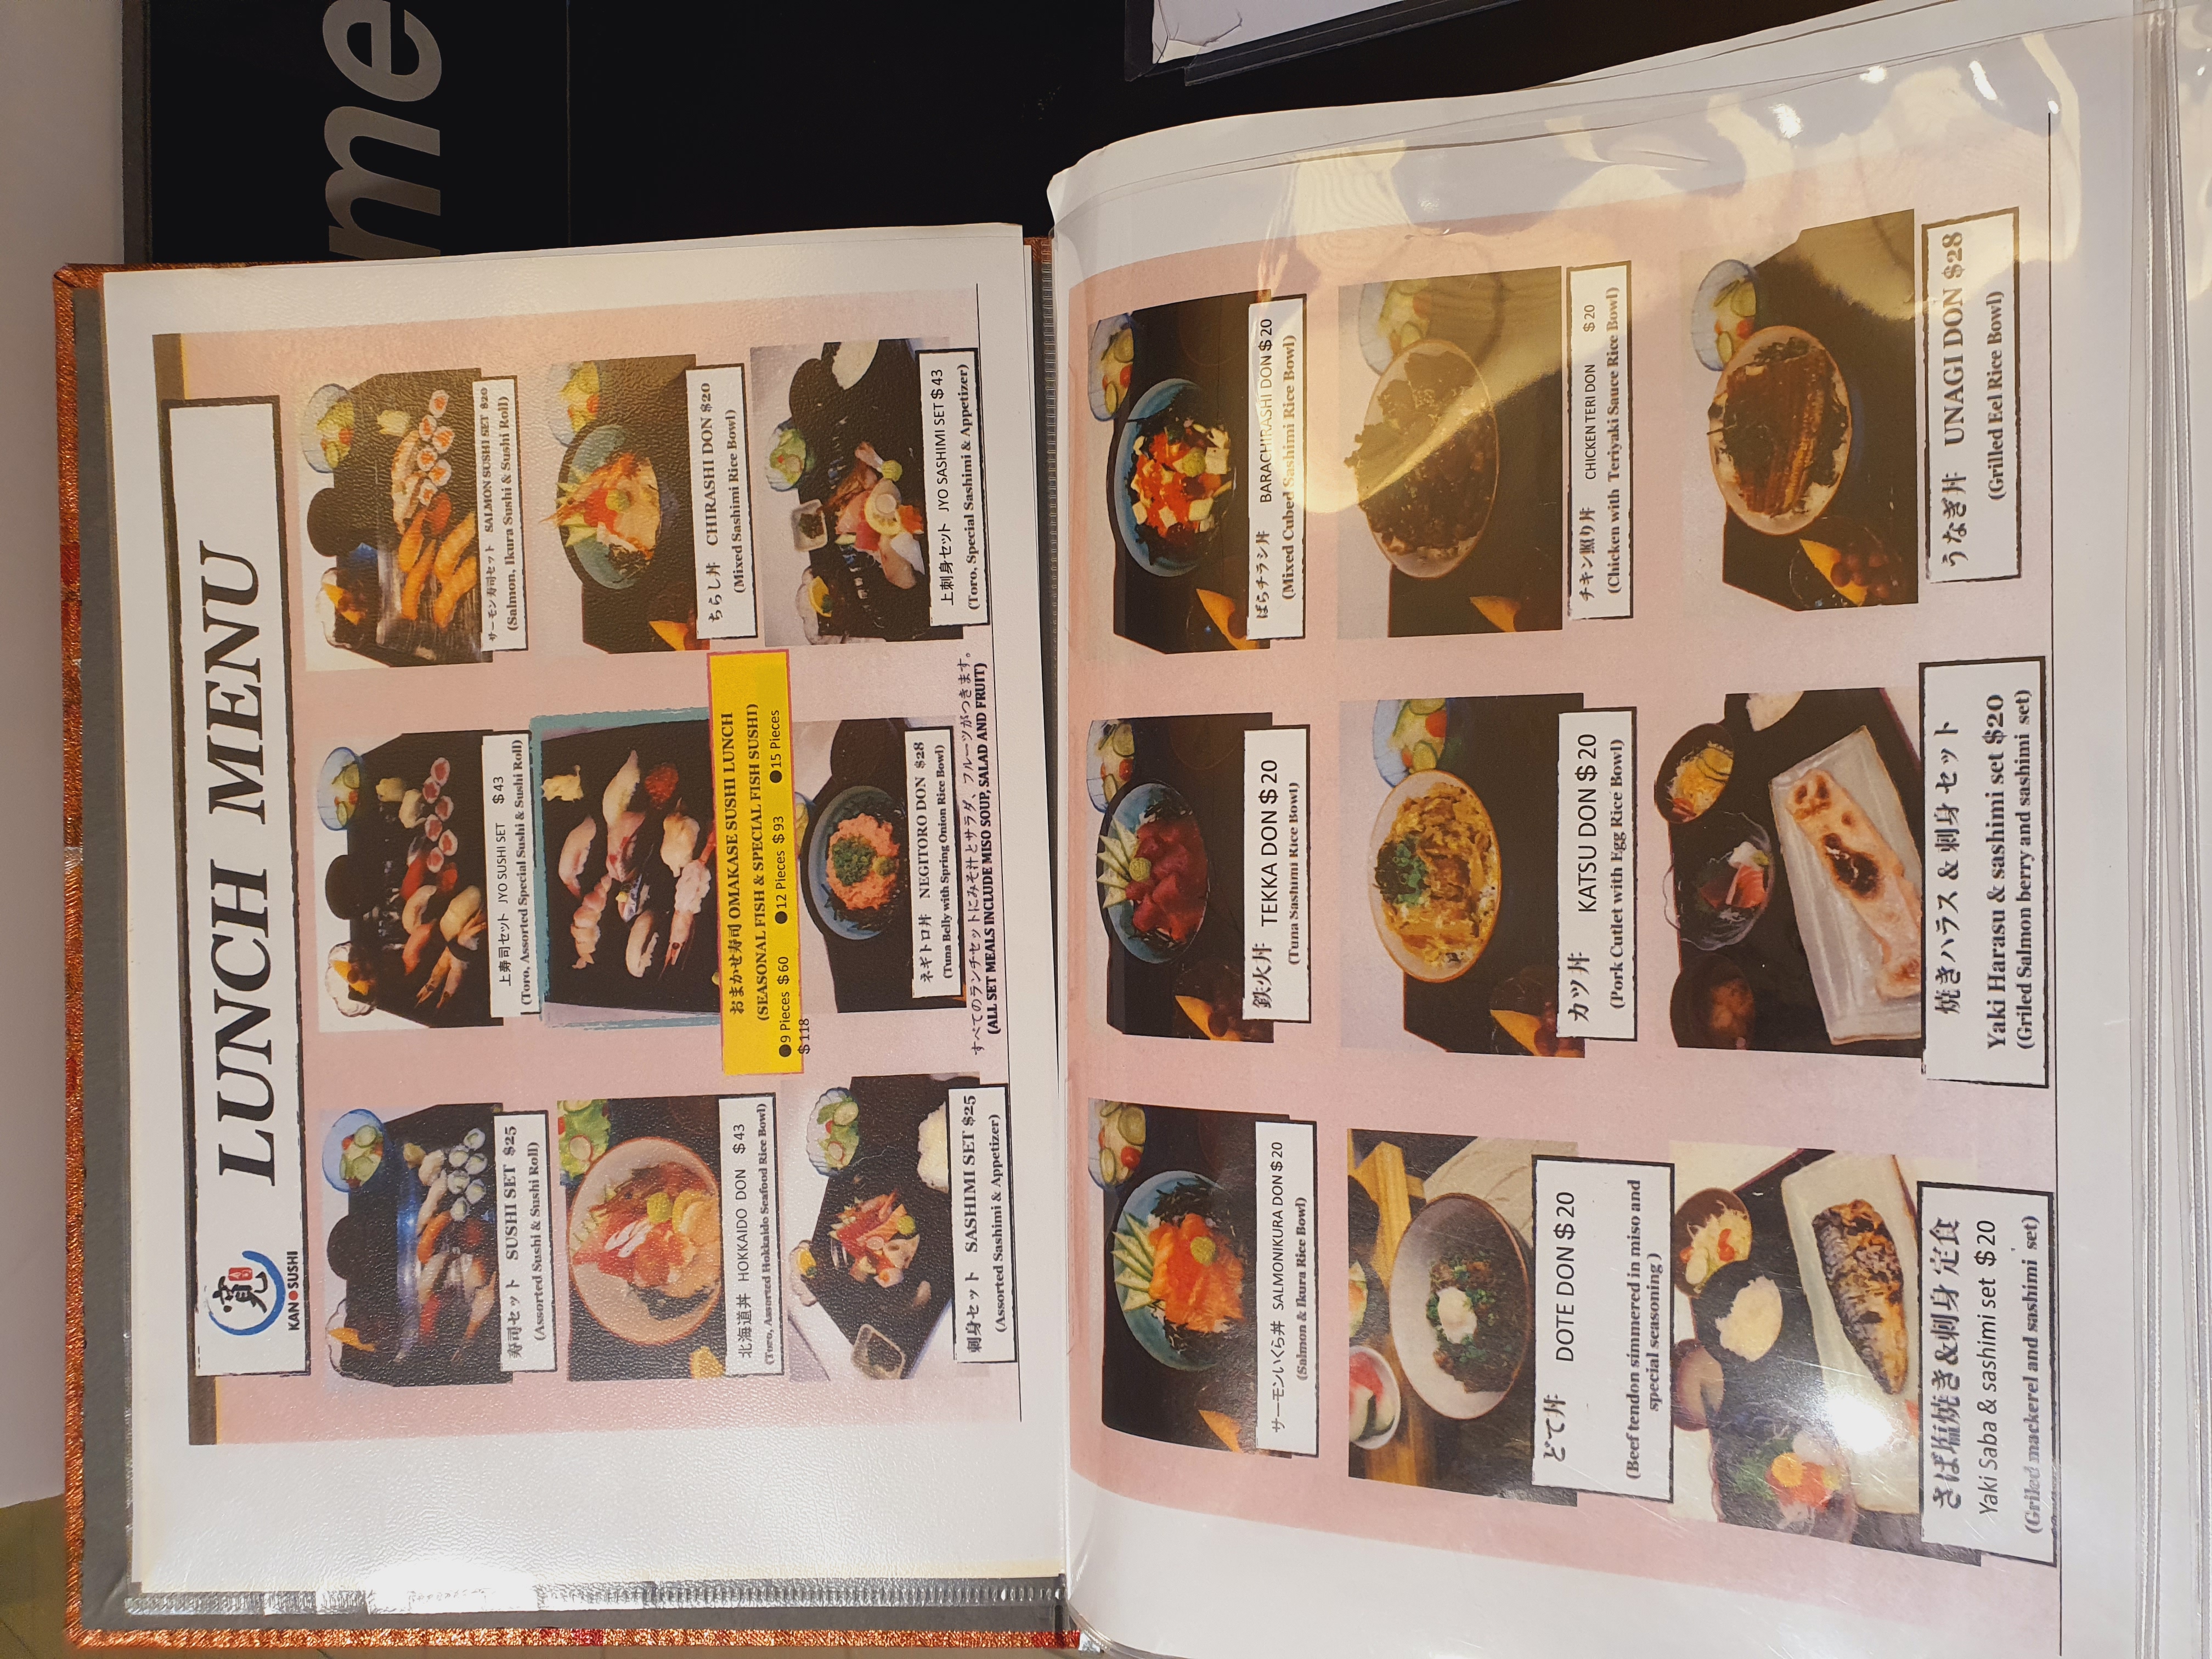 寛
寿司
KAN SUSHI
LUNCH MENU
寿司セット SUSHI SET $25
(Assorted Sushi & Sushi Roll)
上寿司セット JYO SUSHI SET $43
(Toro, Assorted Special Sushi & Sushi Roll)
サーモン寿司セット SALMON SUSHI SET $20
(Salmon, Ikura Sushi & Sushi Roll)
北海道丼 HOKKAIDO DON $43
(Toro, Assorted Hokkaido Seafood Rice Bowl)
おまかせ寿司 OMAKASE SUSHI LUNCH
(SEASONAL FISH & SPECIAL FISH SUSHI)
●9 Pieces $60 ●12 Pieces $93 ●15 Pieces
$118
ちらし丼 CHIRASHI DON $20
(Mixed Sashimi Rice Bowl)
刺身セット SASHIMI SET $25
(Assorted Sashimi & Appetizer)
ネギトロ丼 NEGITORO DON $28
(Tuna Belly with Spring Onion Rice Bowl)
上刺身セット JYO SASHIMI SET $43
(Toro, Special Sashimi & Appetizer)
すべてのランチセットにみそ汁とサラダ、フルーツがつきます。
(ALL SET MEALS INCLUDE MISO SOUP, SALAD AND FRUIT)
サーモンいくら丼 SALMONIKURA DON $20
(Salmon & Ikura Rice Bowl)
鉄火丼 TEKKA DON $20
(Tuna Sashimi Rice Bowl)
ばらチラシ丼 BARACHIRASHI DON $20
(Mixed Cubed Sashimi Rice Bowl)
どて丼 DOTE DON $20
(Beef tendon simmered in miso and
special seasoning )
カツ丼 KATSU DON $20
(Pork Cutlet with Egg Rice Bowl)
チキン照り丼 CHICKEN TERI DON $20
(Chicken with Teriyaki Sauce Rice Bowl)
さば塩焼き&刺身 定食
Yaki Saba & sashimi set $20
(Griled mackerel and sashimi set)
焼きハラス & 刺身 セット
Yaki Harasu & sashimi set $20
(Griled Salmon berry and sashimi set)
うなぎ丼 UNAGI DON $28
(Grilled Eel Rice Bowl)
me